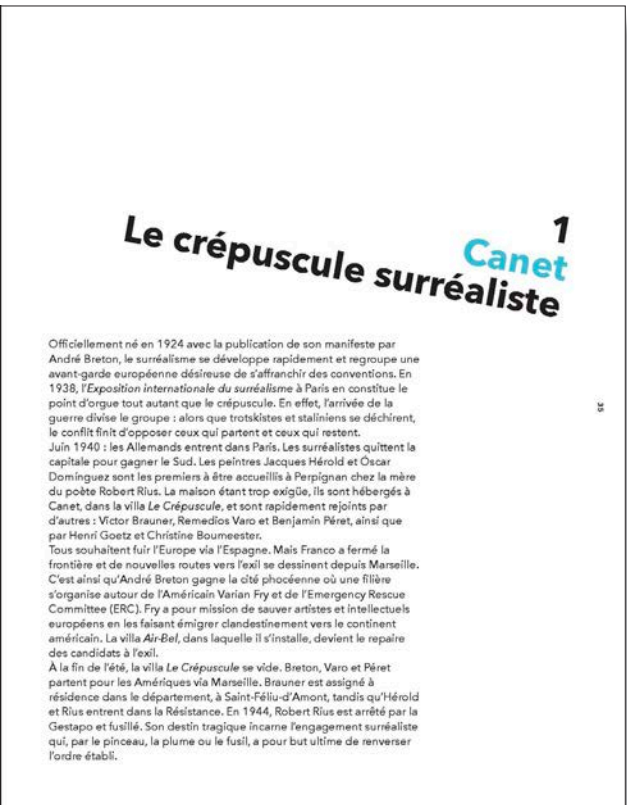 1
Canet
Le crépuscule surréaliste
Officiellement né en 1924 avec la publication de son manifeste par
André Breton, le surréalisme se développe rapidement et regroupe une
avant-garde européenne désireuse de s'affranchir des conventions. En
1938, l'Exposition internationale du surréalisme à Paris en constitue le
point d'orgue tout autant que le crépuscule. En effet, l'arrivée de la
guerre divise le groupe : alors que trotskistes et staliniens se déchirent,
le conflit finit d'opposer ceux qui partent et ceux qui restent.
Juin 1940 : les Allemands entrent dans Paris. Les surréalistes quittent la
capitale pour gagner le Sud. Les peintres Jacques Hérold et Óscar
Domínguez sont les premiers à être accueillis à Perpignan chez la mère
du poète Robert Rius. La maison étant trop exigüe, ils sont hébergés à
Canet, dans la villa Le Crépuscule, et sont rapidement rejoints par
d'autres : Victor Brauner, Remedios Varo et Benjamin Péret, ainsi que
par Henri Goetz et Christine Boumeester.
Tous souhaitent fuir l'Europe via l'Espagne. Mais Franco a fermé la
frontière et de nouvelles routes vers l'exil se dessinent depuis Marseille.
C'est ainsi qu'André Breton gagne la cité phocéenne où une filière
s'organise autour de l'Américain Varian Fry et de l'Emergency Rescue
Committee (ERC). Fry a pour mission de sauver artistes et intellectuels
européens en les faisant émigrer clandestinement vers le continent
américain. La villa Air-Bel, dans laquelle il s'installe, devient le repaire
des candidats à l'exil.
À la fin de l'été, la villa Le Crépuscule se vide. Breton, Varo et Péret
partent pour les Amériques via Marseille. Brauner est assigné à
résidence dans le département, à Saint-Féliu-d'Amont, tandis qu'Hérold
et Rius entrent dans la Résistance. En 1944, Robert Rius est arrêté par la
Gestapo et fusillé. Son destin tragique incarne l'engagement surréaliste
qui, par le pinceau, la plume ou le fusil, a pour but ultime de renverser
l'ordre établi.
35